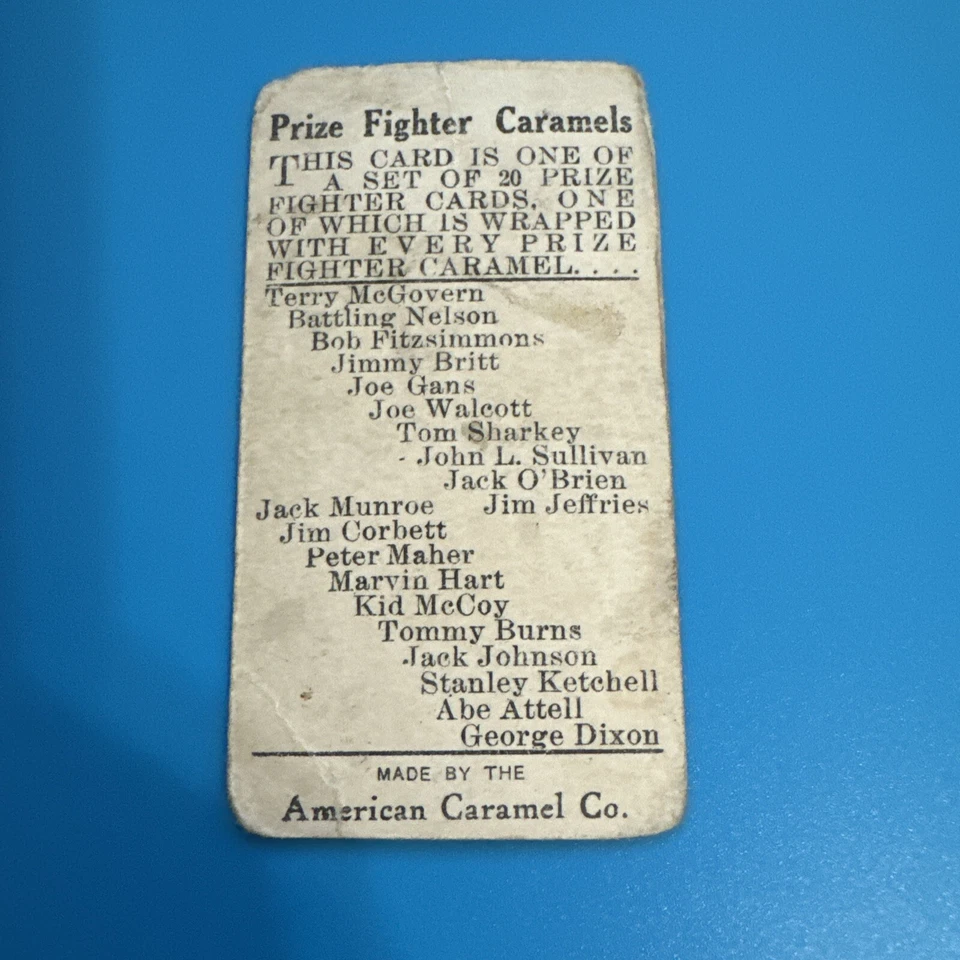 Prize Fighter Caramels
THIS CARD IS ONE OF
A SET OF 20 PRIZE
FIGHTER CARDS, ONE
OF WHICH IS WRAPPED
WITH EVERY PRIZE
FIGHTER CARAMEL. . . .
Terry McGovern
Battling Nelson
Bob Fitzsimmons
Jimmy Britt
Joe Gans
Joe Walcott
Tom Sharkey
John L. Sullivan
Jack O'Brien
Jack Munroe Jim Jeffries
Jim Corbett
Peter Maher
Marvin Hart
Kid McCoy
Tommy Burns
Jack Johnson
Stanley Ketchell
Abe Attell
George Dixon
MADE BY THE
American Caramel Co.